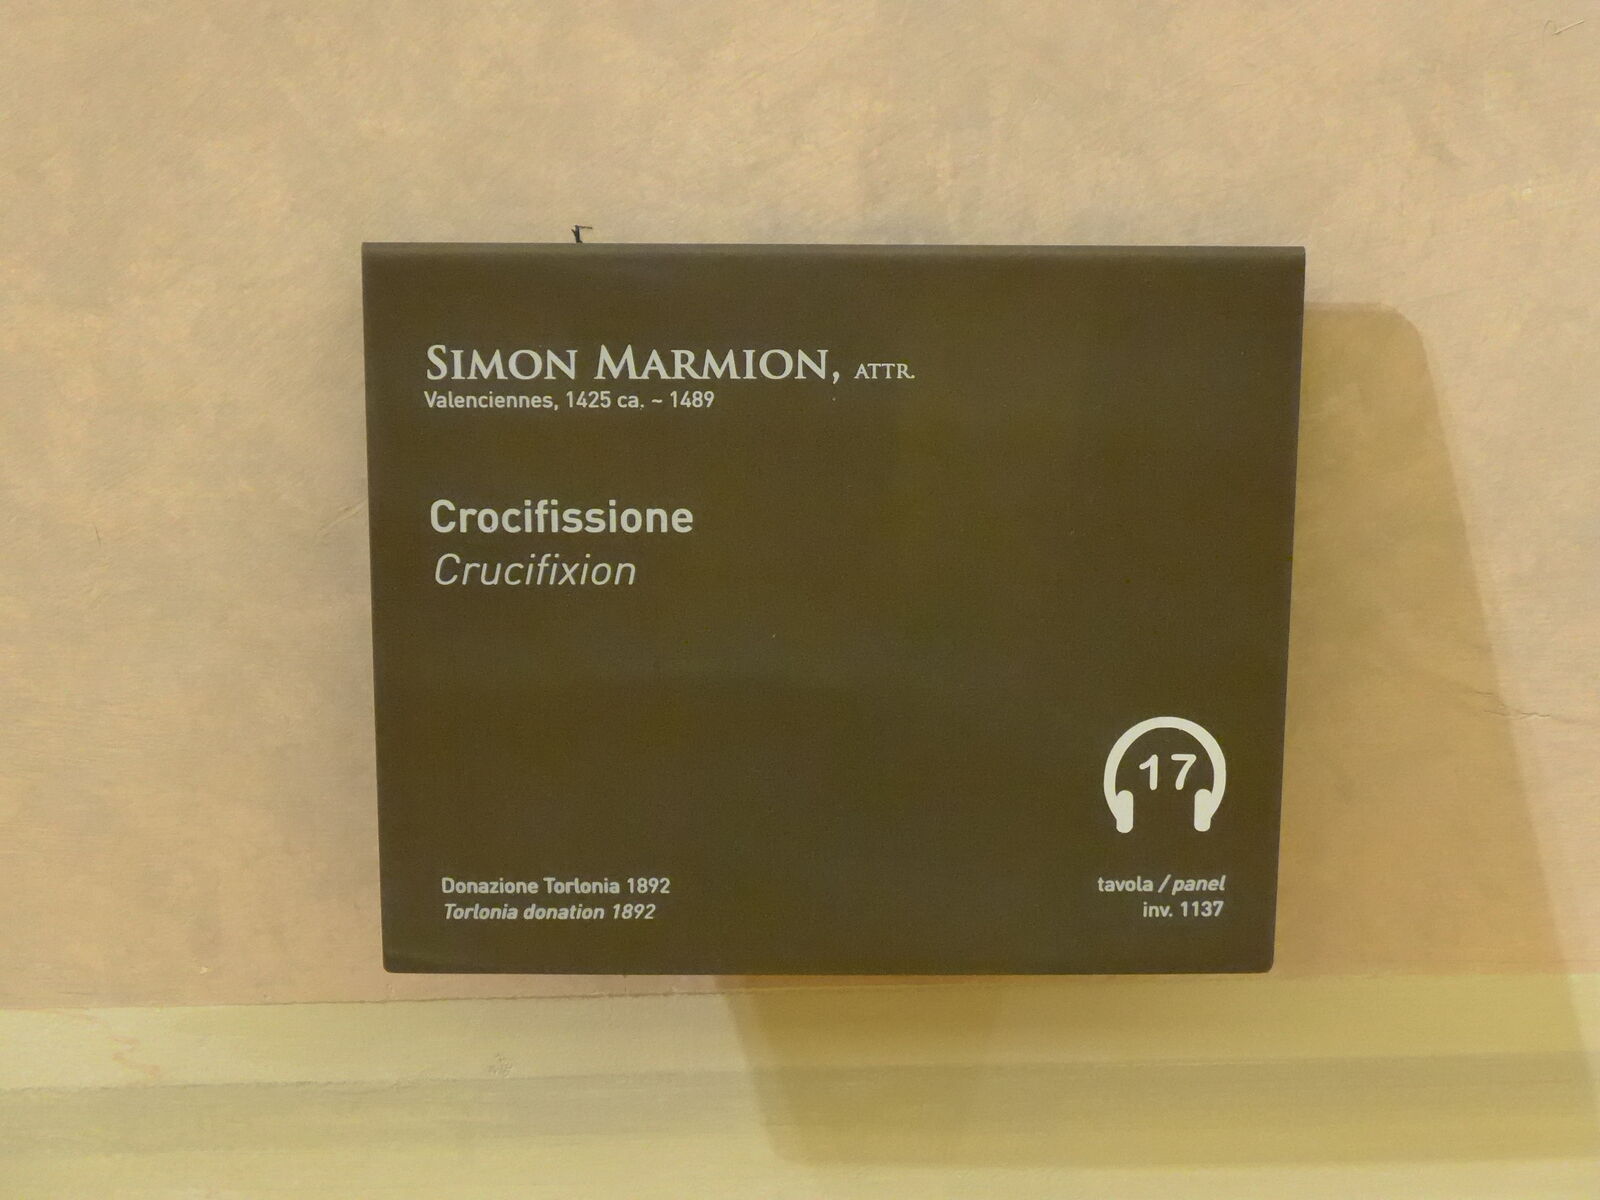 SIMON MARMION, ATTR.
Valenciennes, 1425 ca. ~ 1489
Crocifissione
Crucifixion
17
Donazione Torlonia 1892
Torlonia donation 1892
tavola / panel
inv. 1137